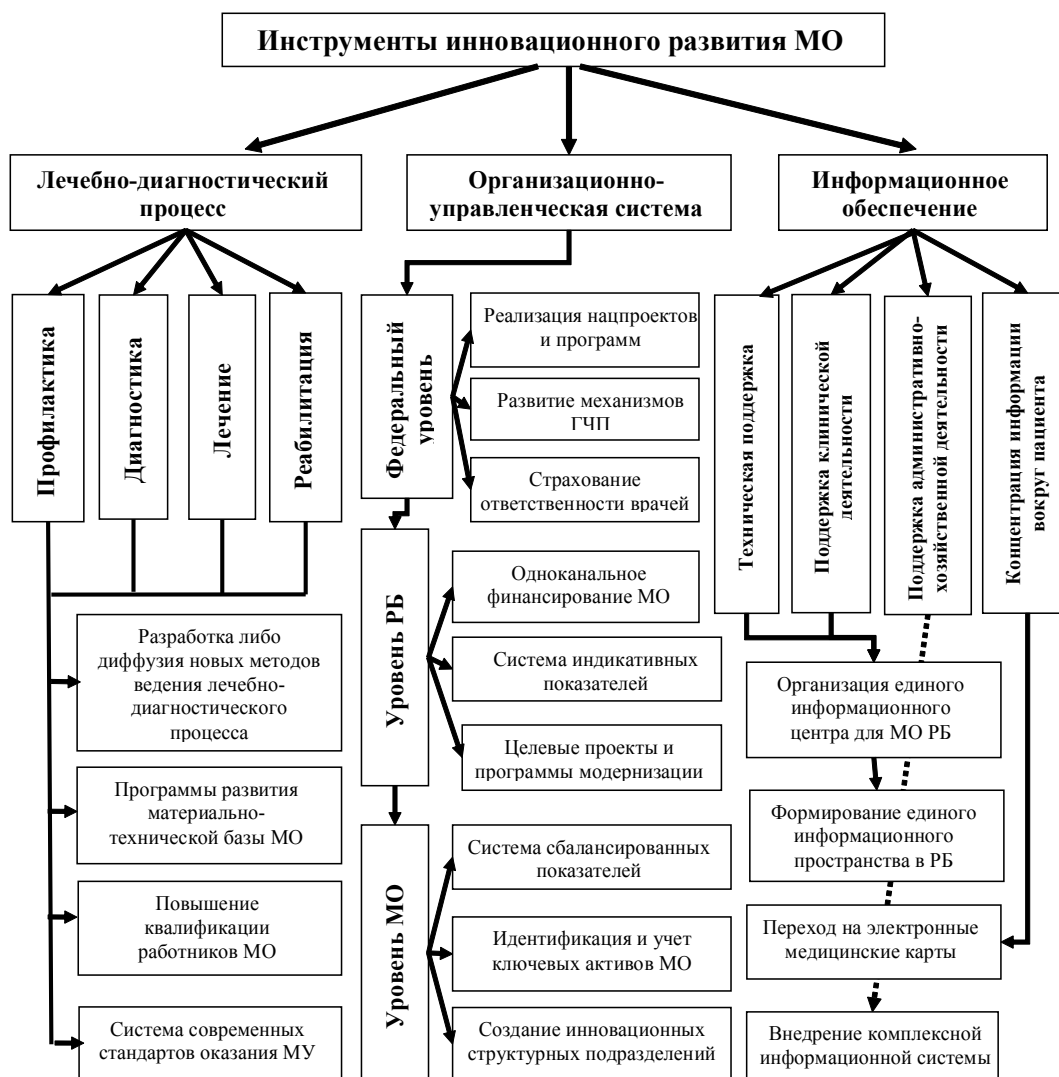 Инструменты инновационного развития МО
Лечебно-диагностический
процесс
Организационно-
управленческая система
Информационное
обеспечение
Профилактика
Диагностика
Лечение
Реабилитация
Разработка либо
диффузия новых методов
ведения лечебно-
диагностического
процесса
Программы развития
материально-
технической базы МО
Повышение
квалификации
работников МО
Система современных
стандартов оказания МУ
Федеральный
уровень
Реализация нацпроектов
и программ
Развитие механизмов
ГЧП
Страхование
ответственности врачей
Уровень РБ
Одноканальное
финансирование МО
Система индикативных
показателей
Целевые проекты и
программы модернизации
Уровень МО
Система сбалансированных
показателей
Идентификация и учет
ключевых активов МО
Создание инновационных
структурных подразделений
Техническая поддержка
Поддержка клинической
деятельности
Поддержка административно-
хозяйственной деятельности
Концентрация информации
вокруг пациента
Организация единого
информационного
центра для МО РБ
Формирование единого
информационного
пространства в РБ
Переход на электронные
медицинские карты
Внедрение комплексной
информационной системы